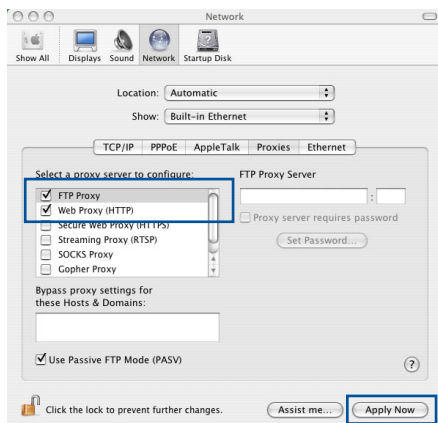 Network
Show All Displays Sound Network Startup Disk
Location: Automatic
Show: Built-in Ethernet
TCP/IP PPPoE AppleTalk Proxies Ethernet
Select a proxy server to configure: FTP Proxy Server
FTP Proxy
:
Web Proxy (HTTP)
Proxy server requires password
Secure Web Proxy (HTTPS)
Streaming Proxy (RTSP) Set Password...
SOCKS Proxy
Gopher Proxy
Bypass proxy settings for
these Hosts & Domains:
Use Passive FTP Mode (PASV) ?
Click the lock to prevent further changes. Assist me... Apply Now